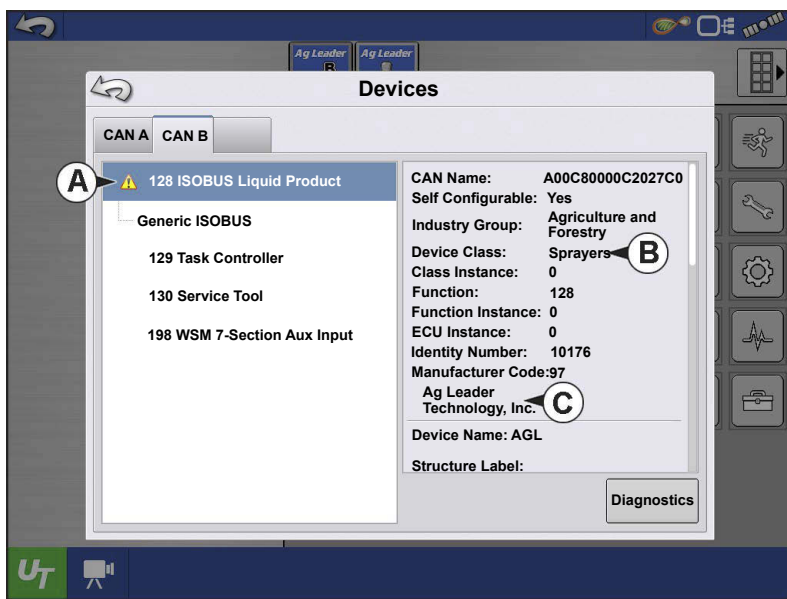 Ag Leader Ag Leader
B
Devices
CAN A CAN B
A
128 ISOBUS Liquid Product
Generic ISOBUS
129 Task Controller
130 Service Tool
198 WSM 7-Section Aux Input
CAN Name: A00C80000C2027C0
Self Configurable: Yes
Industry Group: Agriculture and
Forestry
Device Class: Sprayers
B
Class Instance: 0
Function: 128
Function Instance: 0
ECU Instance: 0
Identity Number: 10176
Manufacturer Code:97
Ag Leader
Technology, Inc.
C
Device Name: AGL
Structure Label:
Diagnostics
UT